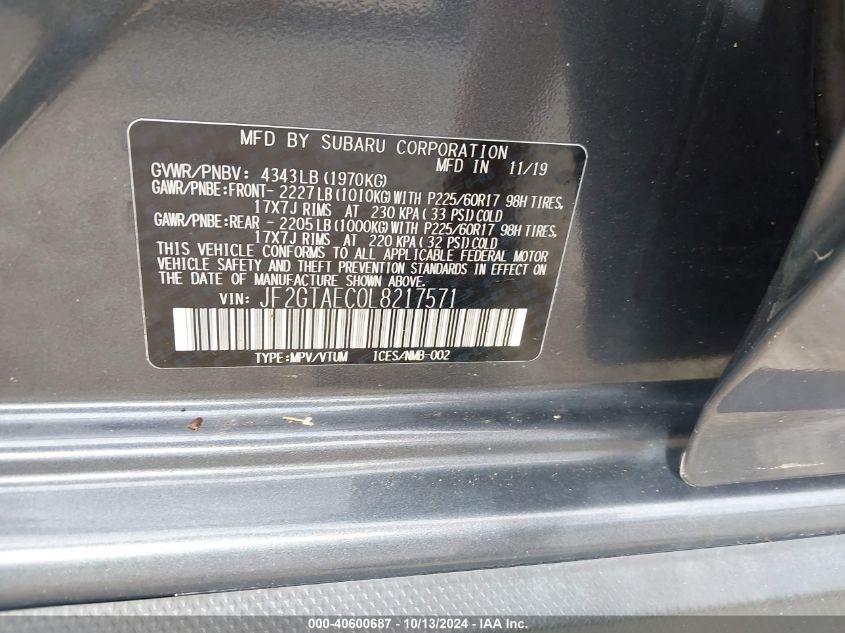 MFD BY SUBARU CORPORATION
GVWR/PNBV: 4343LB (1970KG) MFD IN 11/19
GAWR/PNBE:FRONT- 2227LB (1010KG) WITH P225/60R17 98H TIRES,
17X7J RIMS AT 230 KPA (33 PSI) COLD
GAWR/PNBE:REAR - 2205LB (1000KG) WITH P225/60R17 98H TIRES,
17X7J RIMS AT 220 KPA (32 PSI) COLD
THIS VEHICLE CONFORMS TO ALL APPLICABLE FEDERAL MOTOR
VEHICLE SAFETY AND THEFT PREVENTION STANDARDS IN EFFECT ON
THE DATE OF MANUFACTURE SHOWN ABOVE.
VIN: JF2GTAEC0L8217571
TYPE:MPV/VTUM ICES/NMB-002
000-40600687 - 10/13/2024 - IAA Inc.